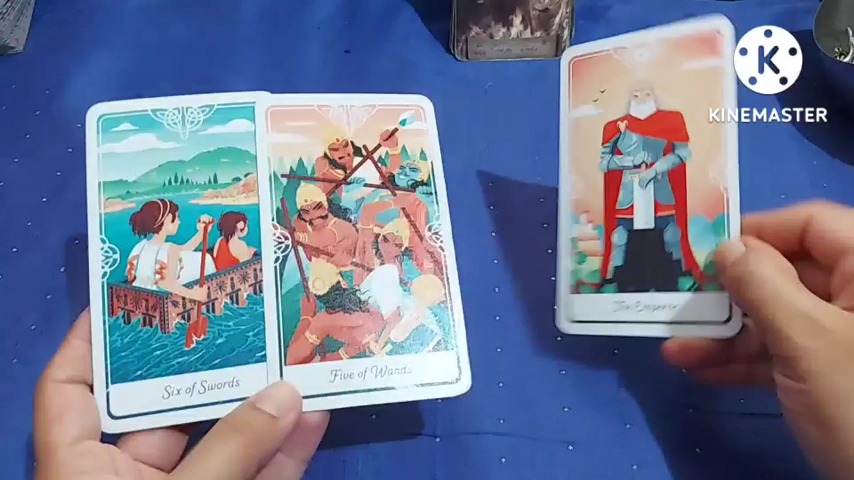 K
KINEMASTER
Six of Swords
Five of Wands
The Emperor